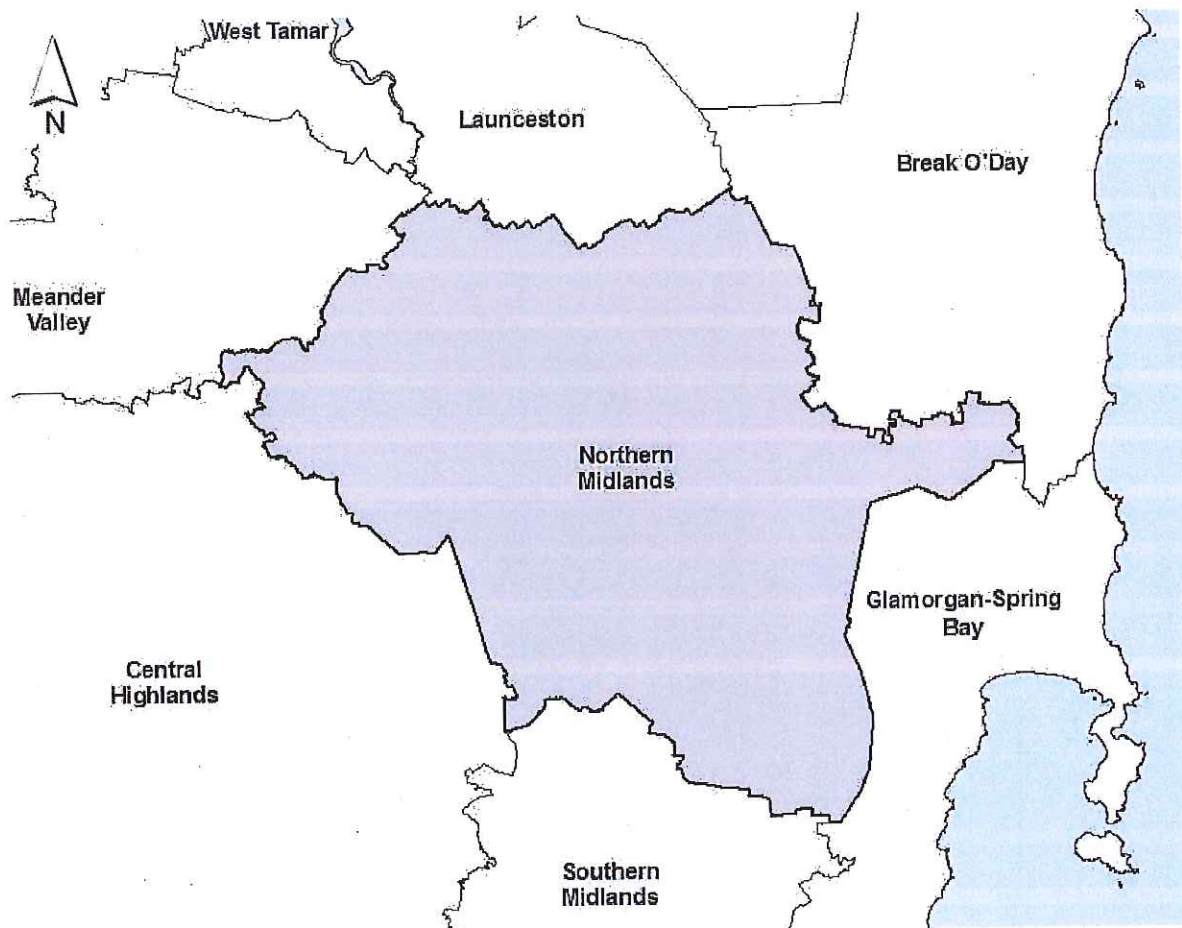 West Tamar
N
Launceston
Break O'Day
Meander
Valley
Northern
Midlands
Glamorgan-Spring
Bay
Central
Highlands
Southern
Midlands